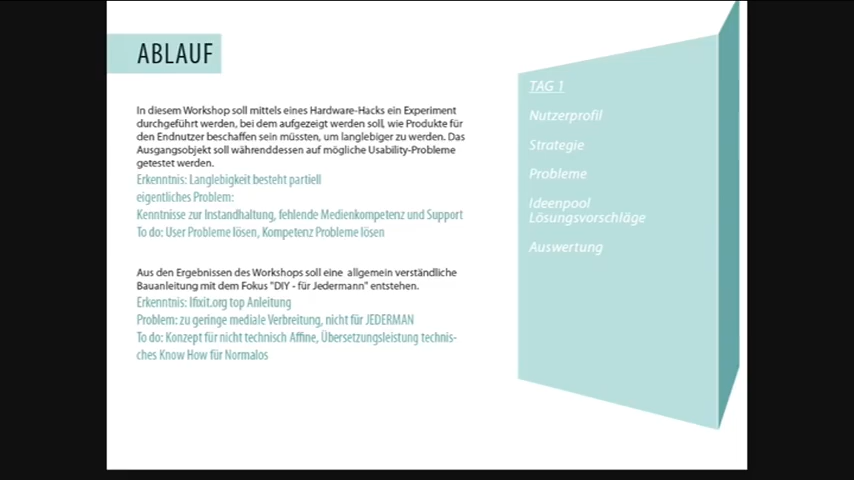 ABLAUF
In diesem Workshop soll mittels eines Hardware-Hacks ein Experiment
durchgeführt werden, bei dem aufgezeigt werden soll, wie Produkte für
den Endnutzer beschaffen sein müssten, um langlebiger zu werden. Das
Ausgangsobjekt soll währenddessen auf mögliche Usability-Probleme
getestet werden.
Erkenntnis: Langlebigkeit besteht partiell
eigentliches Problem:
Kenntnisse zur Instandhaltung, fehlende Medienkompetenz und Support
To do: User Probleme lösen, Kompetenz Probleme lösen
Aus den Ergebnissen des Workshops soll eine allgemein verständliche
Bauanleitung mit dem Fokus "DIY - für Jedermann" entstehen.
Erkenntnis: Ifixit.org top Anleitung
Problem: zu geringe mediale Verbreitung, nicht für JEDERMAN
To do: Konzept für nicht technisch Affine, Übersetzungsleistung technis-
ches Know How für Normalos
TAG 1
Nutzerprofil
Strategie
Probleme
Ideenpool
Lösungsvorschläge
Auswertung